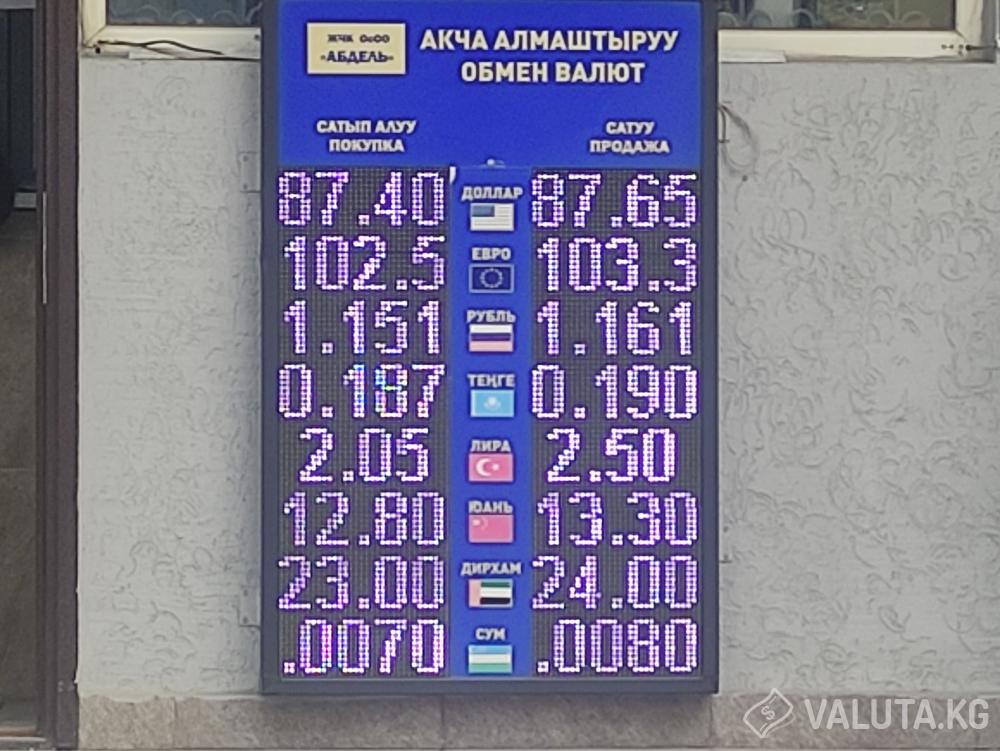 ЖЧК ОсОО
«АБДЕЛЬ»
АКЧА АЛМАШТЫРУУ
ОБМЕН ВАЛЮТ
САТЫП АЛУУ
ПОКУПКА
САТУУ
ПРОДАЖА
87.40 ДОЛЛАР 87.65
102.5 ЕВРО 103.3
1.151 РУБЛЬ 1.161
0.187 ТЕҢГЕ 0.190
2.05 ЛИРА 2.50
12.80 ЮАНЬ 13.30
23.00 ДИРХАМ 24.00
.0070 СУМ .0080
VALUTA.KG